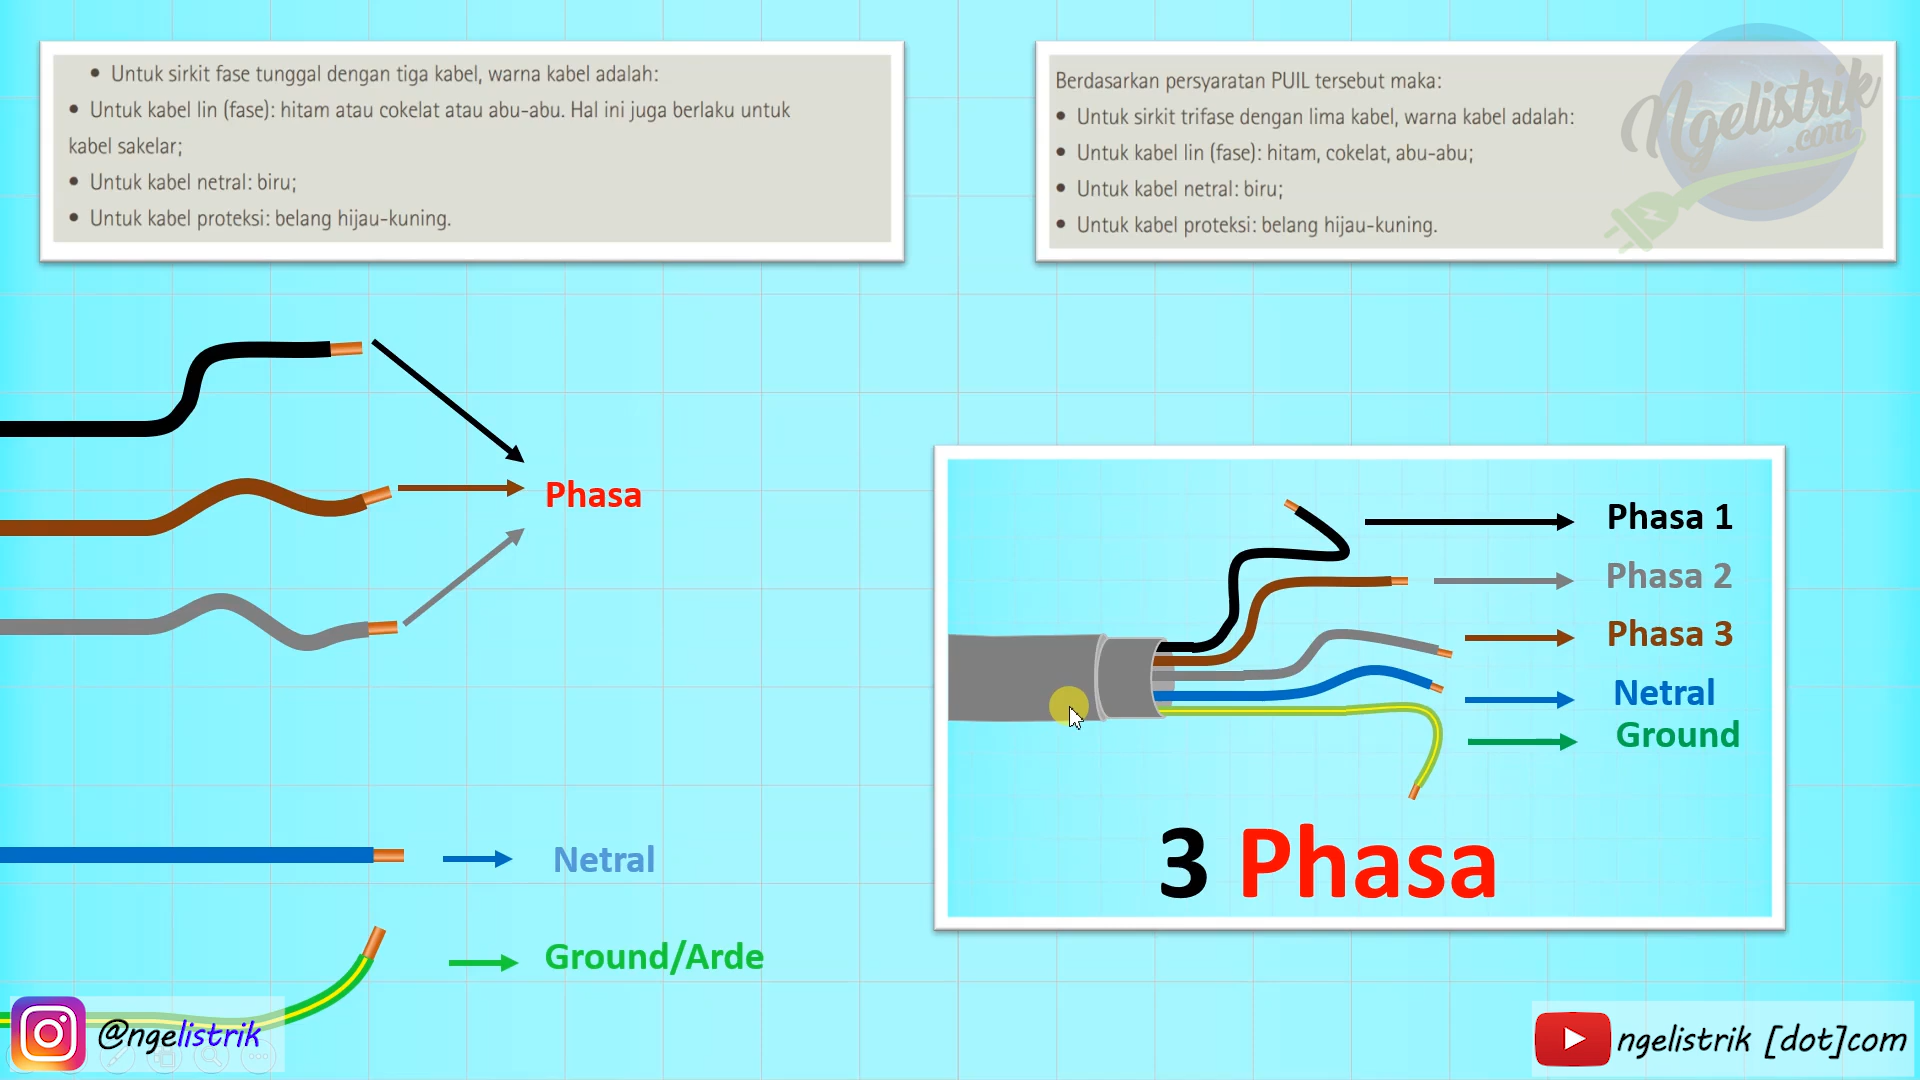 • Untuk sirkit fase tunggal dengan tiga kabel, warna kabel adalah:
• Untuk kabel lin (fase): hitam atau cokelat atau abu-abu. Hal ini juga berlaku untuk
kabel sakelar;
• Untuk kabel netral: biru;
• Untuk kabel proteksi: belang hijau-kuning.
Berdasarkan persyaratan PUIL tersebut maka:
• Untuk sirkit trifase dengan lima kabel, warna kabel adalah:
• Untuk kabel lin (fase): hitam, cokelat, abu-abu;
• Untuk kabel netral: biru;
• Untuk kabel proteksi: belang hijau-kuning.
Ngelistrik
.com
Phasa
Netral
Ground/Arde
Phasa 1
Phasa 2
Phasa 3
Netral
Ground
3 Phasa
@ngelistrik
ngelistrik [dot]com